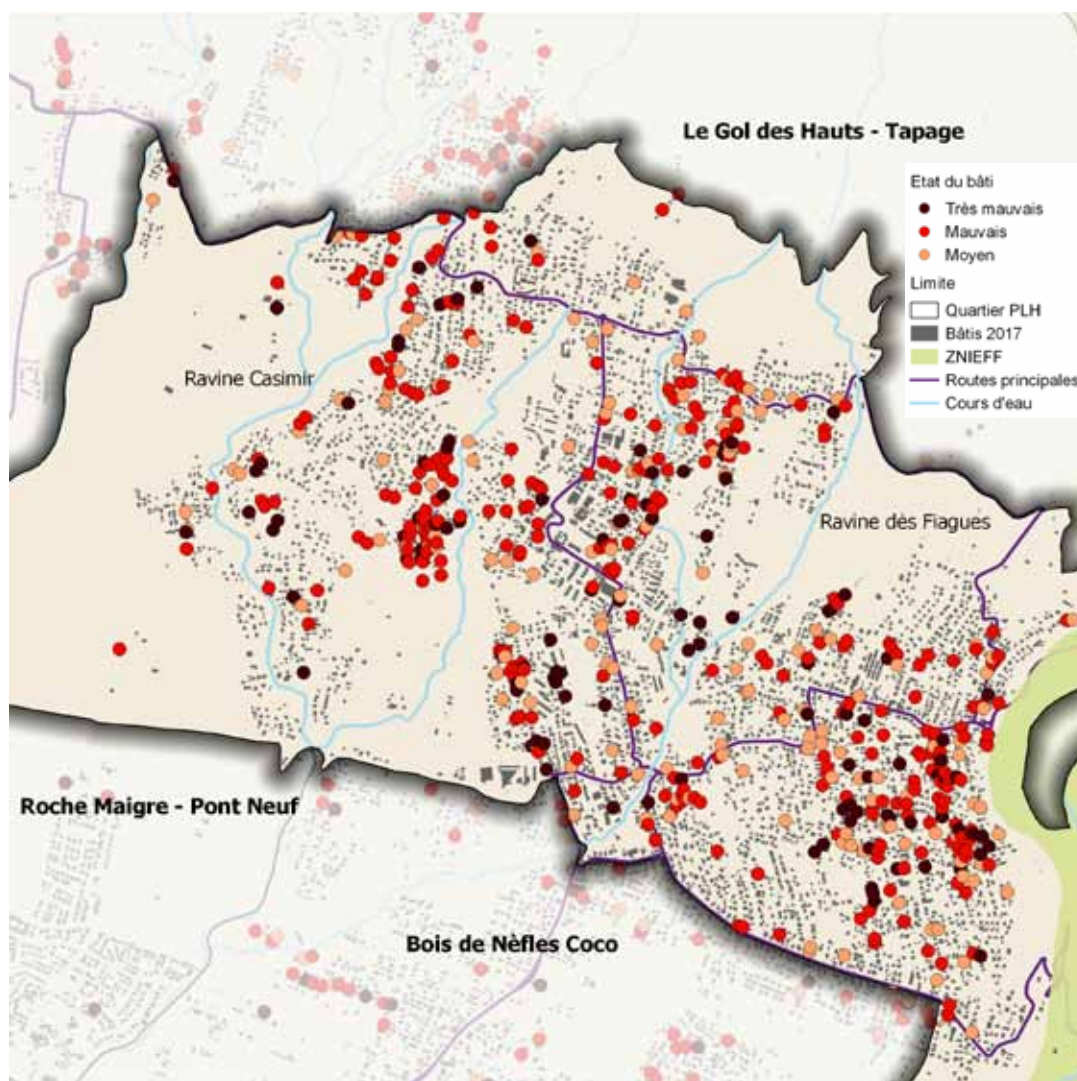 Le Gol des Hauts - Tapage
Etat du bâti
Très mauvais
Mauvais
Moyen
Limite
Quartier PLH
Bâtis 2017
ZNIEFF
Routes principales
Cours d'eau
Ravine Casimir
Ravine des Fiagues
Roche Maigre - Pont Neuf
Bois de Nèfles Coco